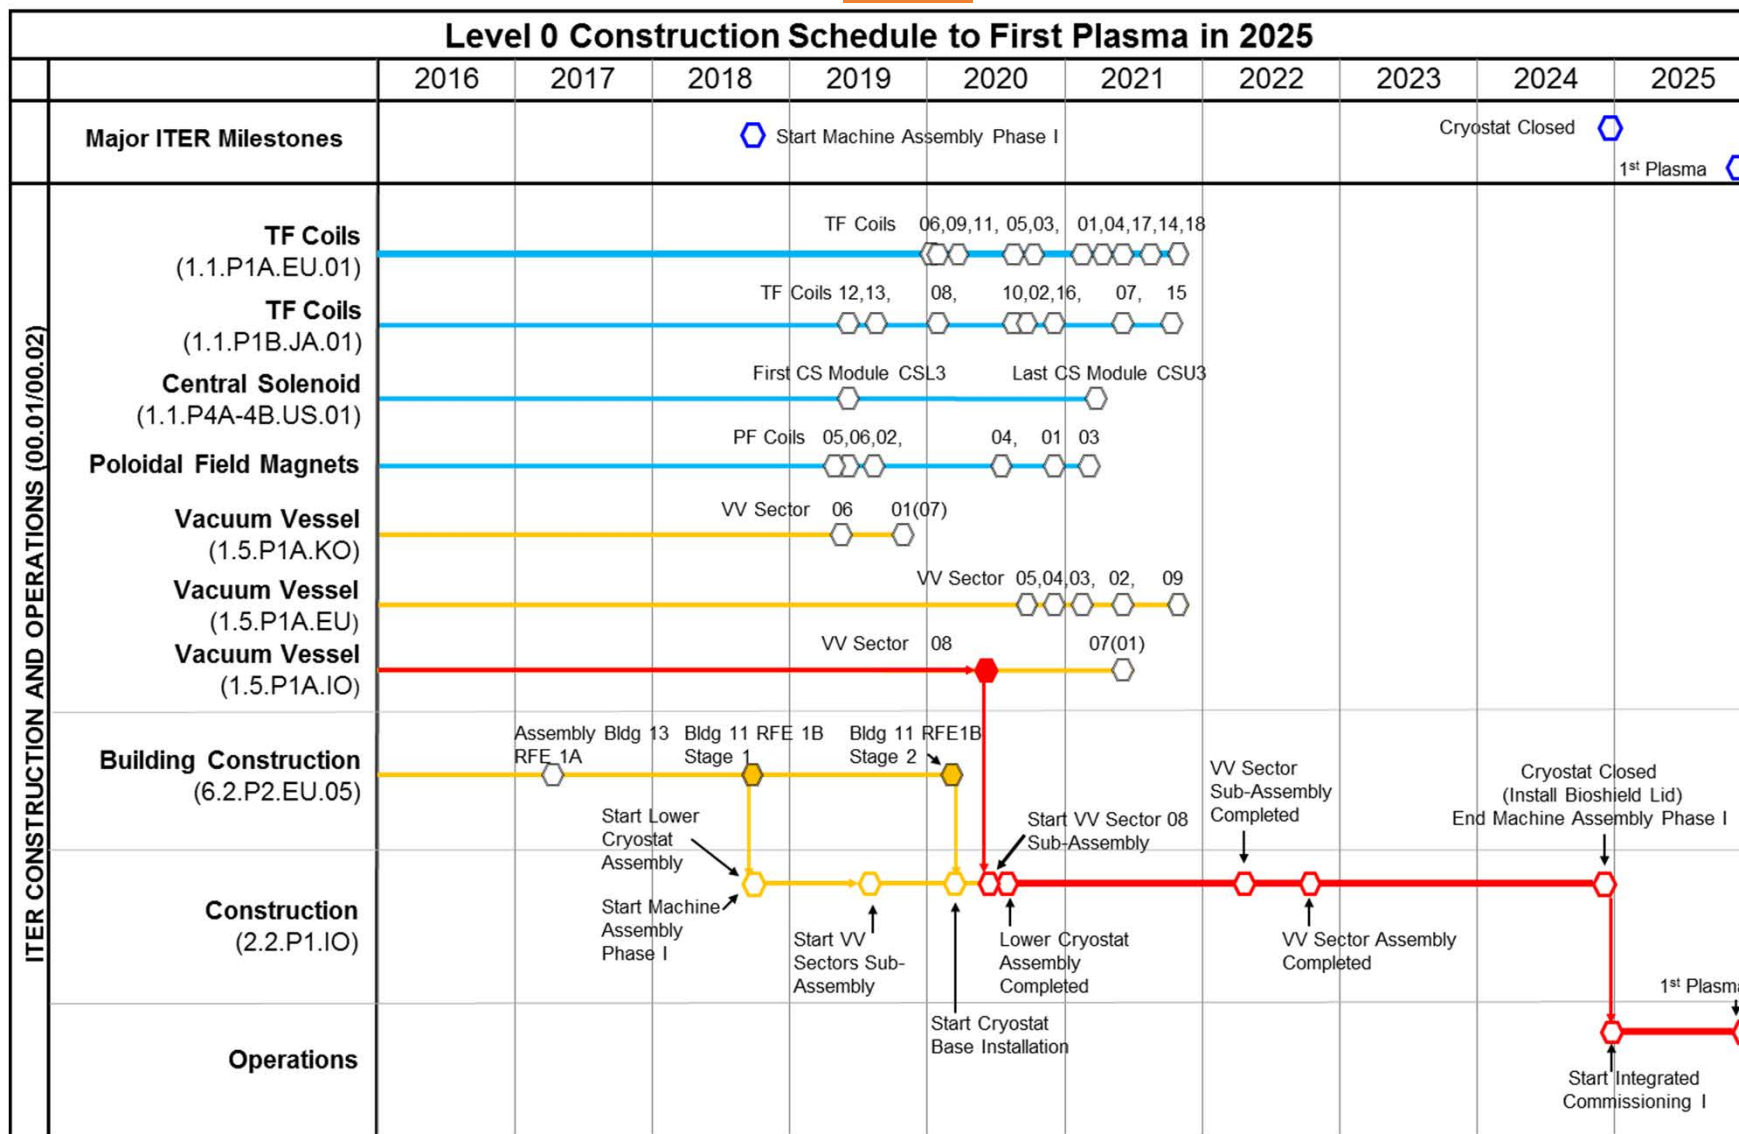 Level 0 Construction Schedule to First Plasma in 2025
2016 2017 2018 2019 2020 2021 2022 2023 2024 2025
ITER CONSTRUCTION AND OPERATIONS (00.01/00.02)
Major ITER Milestones
Start Machine Assembly Phase I
Cryostat Closed
1st Plasma
TF Coils
(1.1.P1A.EU.01)
TF Coils 06,09,11, 05,03, 01,04,17,14,18
TF Coils
(1.1.P1B.JA.01)
TF Coils 12,13, 08, 10,02,16, 07, 15
Central Solenoid
(1.1.P4A-4B.US.01)
First CS Module CSL3
Last CS Module CSU3
Poloidal Field Magnets
PF Coils 05,06,02, 04, 01 03
Vacuum Vessel
(1.5.P1A.KO)
VV Sector 06 01(07)
Vacuum Vessel
(1.5.P1A.EU)
VV Sector 05,04,03, 02, 09
Vacuum Vessel
(1.5.P1A.IO)
VV Sector 08 07(01)
Building Construction
(6.2.P2.EU.05)
Assembly Bldg 13
RFE 1A
Bldg 11 RFE 1B
Stage 1
Bldg 11 RFE1B
Stage 2
Construction
(2.2.P1.IO)
Start Lower
Cryostat
Assembly
Start Machine
Assembly
Phase I
Start VV
Sectors Sub-
Assembly
Start Cryostat
Base Installation
Start VV Sector 08
Sub-Assembly
Lower Cryostat
Assembly
Completed
VV Sector
Sub-Assembly
Completed
VV Sector Assembly
Completed
Cryostat Closed
(Install Bioshield Lid)
End Machine Assembly Phase I
Operations
1st Plasma
Start Integrated
Commissioning I